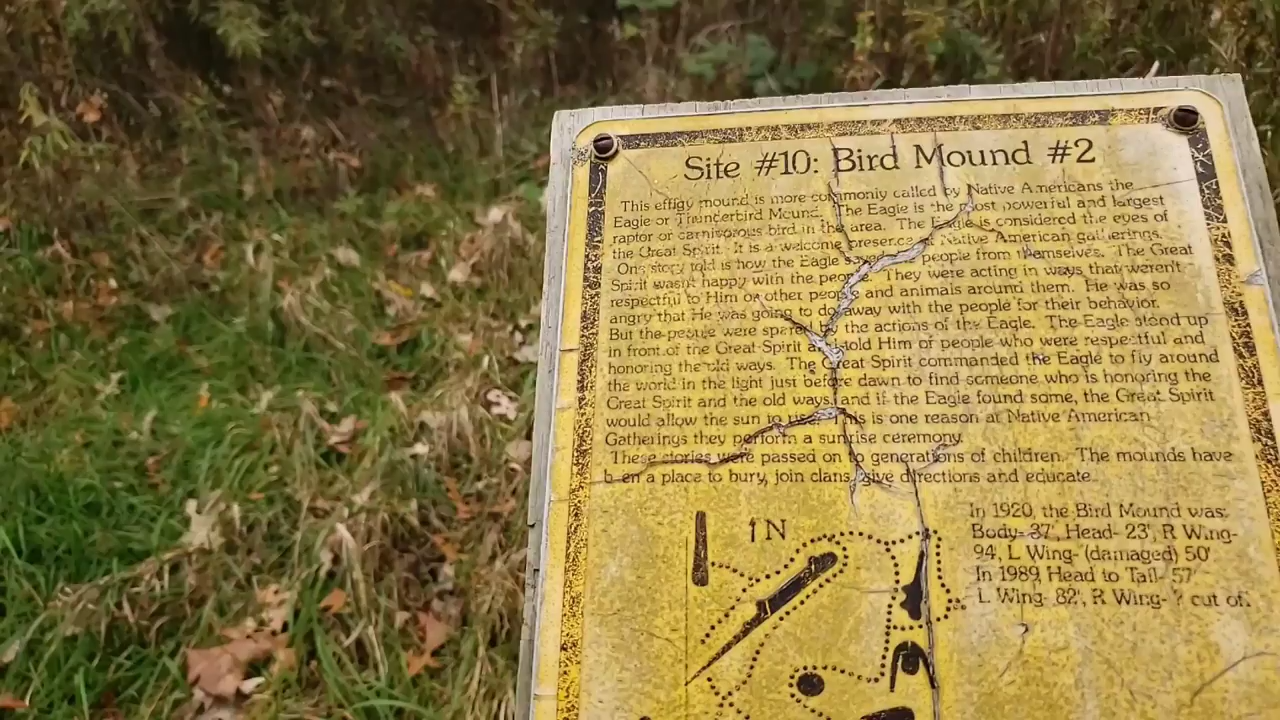 Site #10: Bird Mound #2
This effigy mound is more commonly called by Native Americans the
Eagle or Thunderbird Mound. The Eagle is the most powerful and largest
raptor or carnivorous bird in the area. The Eagle is considered the eyes of
the Great Spirit. It is a welcome presence at Native American gatherings.
One story told is how the Eagle saved people from themselves. The Great
Spirit wasn't happy with the people. They were acting in ways that weren't
respectful to Him or other people and animals around them. He was so
angry that He was going to do away with the people for their behavior.
But the people were spared by the actions of the Eagle. The Eagle stood up
in front of the Great Spirit and told Him of people who were respectful and
honoring the old ways. The Great Spirit commanded the Eagle to fly around
the world in the light just before dawn to find someone who is honoring the
Great Spirit and the old ways, and if the Eagle found some, the Great Spirit
would allow the sun to rise. This is one reason at Native American
Gatherings they perform a sunrise ceremony.
These stories were passed on to generations of children. The mounds have
been a place to bury, join clans, give directions and educate.
N
In 1920, the Bird Mound was:
Body- 37', Head- 23', R Wing-
94, L Wing- (damaged) 50'
In 1989, Head to Tail- 57'
L Wing- 82', R Wing- ? cut off